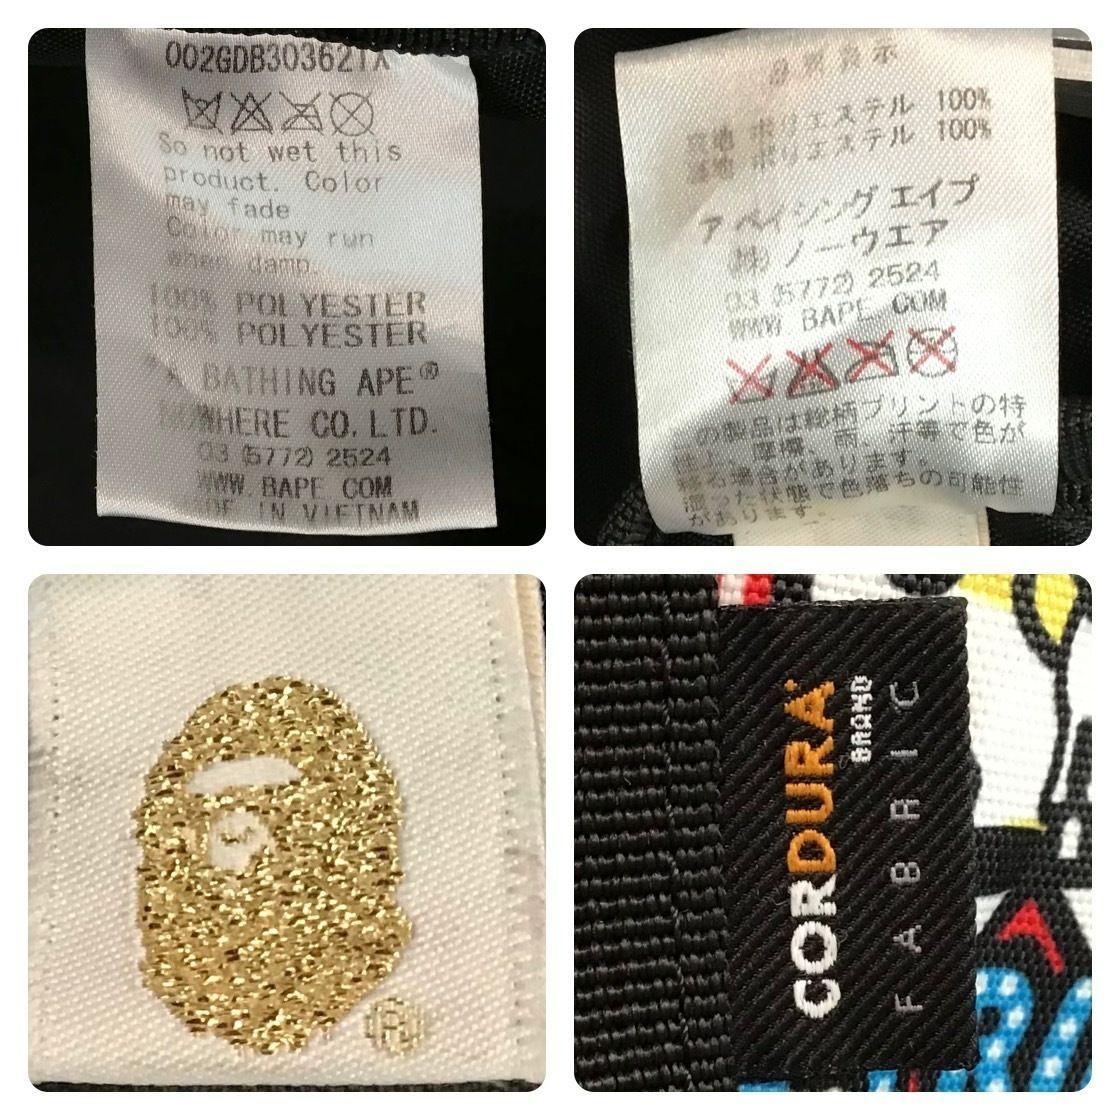 002GDB303621X
So not wet this
product. Color
may fade
Color may run
when damp.
100% POLYESTER
100% POLYESTER
A BATHING APE®
NOWHERE CO. LTD.
03 (5772) 2524
WWW. BAPE COM
MADE IN VIETNAM
品質表示
ポリエステル 100%
裏地 ポリエステル 100%
ア ベイシング エイプ
(株) ノーウエア
03 (5772) 2524
WWW. BAPE COM
この製品は総柄プリントの特
性上、摩擦、雨、汗等で色が
移る場合があります。
湿った状態で色落ちの可能性
があります。
®
CORDURA
BRAND
FABRIC